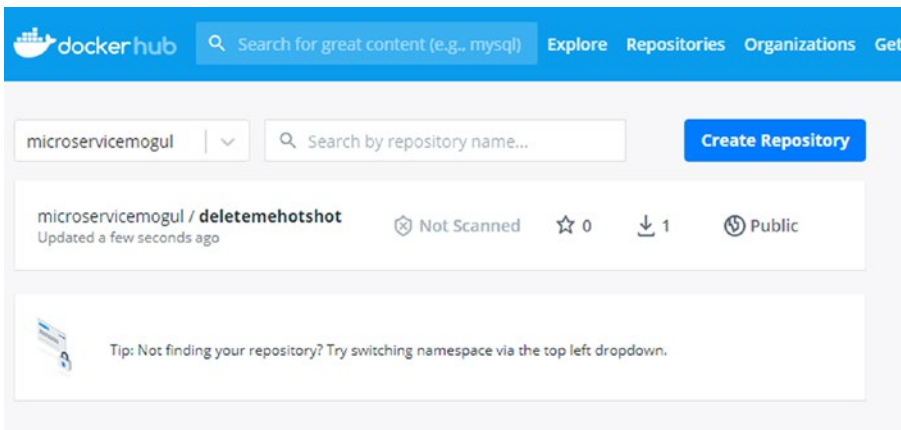 dockerhub Search for great content (e.g., mysql) Explore Repositories Organizations Get
microservicemogul Search by repository name... Create Repository
microservicemogul / deletemehotshot Not Scanned 0 1 Public
Updated a few seconds ago
Tip: Not finding your repository? Try switching namespace via the top left dropdown.